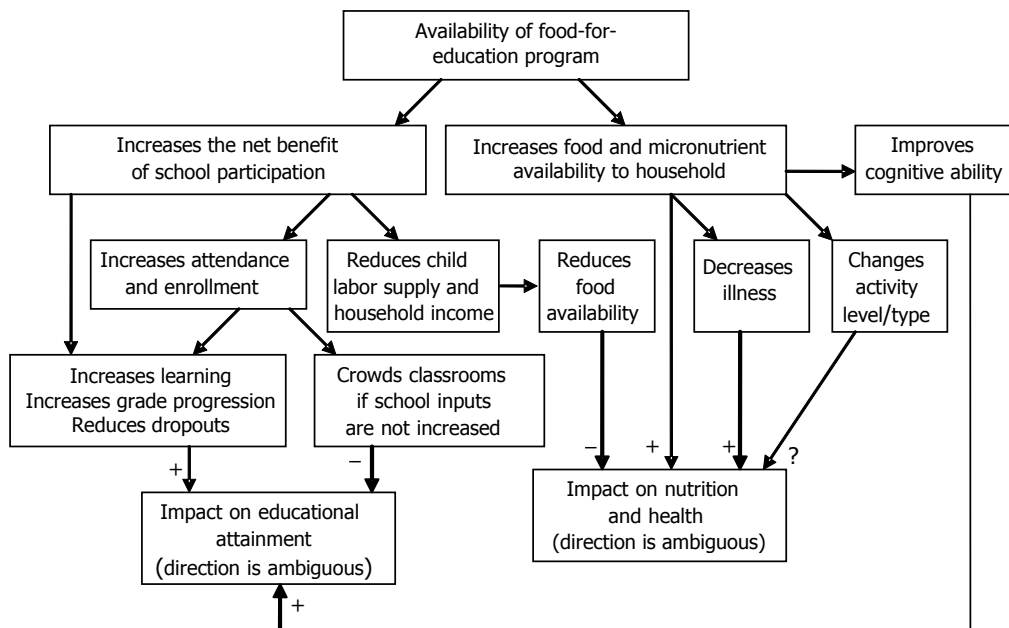 Availability of food-for-
education program
Increases the net benefit
of school participation
Increases food and micronutrient
availability to household
Improves
cognitive ability
Increases attendance
and enrollment
Reduces child
labor supply and
household income
Reduces
food
availability
Decreases
illness
Changes
activity
level/type
Increases learning
Increases grade progression
Reduces dropouts
Crowds classrooms
if school inputs
are not increased
+
–
–
+
+
?
Impact on educational
attainment
(direction is ambiguous)
Impact on nutrition
and health
(direction is ambiguous)
+